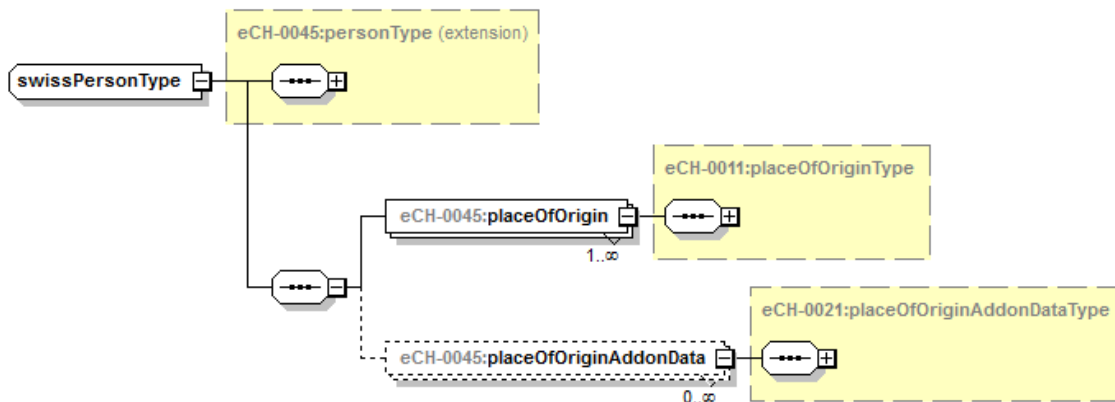 eCH-0045:personType (extension)
swissPersonType
eCH-0011:placeOfOriginType
eCH-0045:placeOfOrigin
1..∞
eCH-0021:placeOfOriginAddonDataType
eCH-0045:placeOfOriginAddonData
0..∞